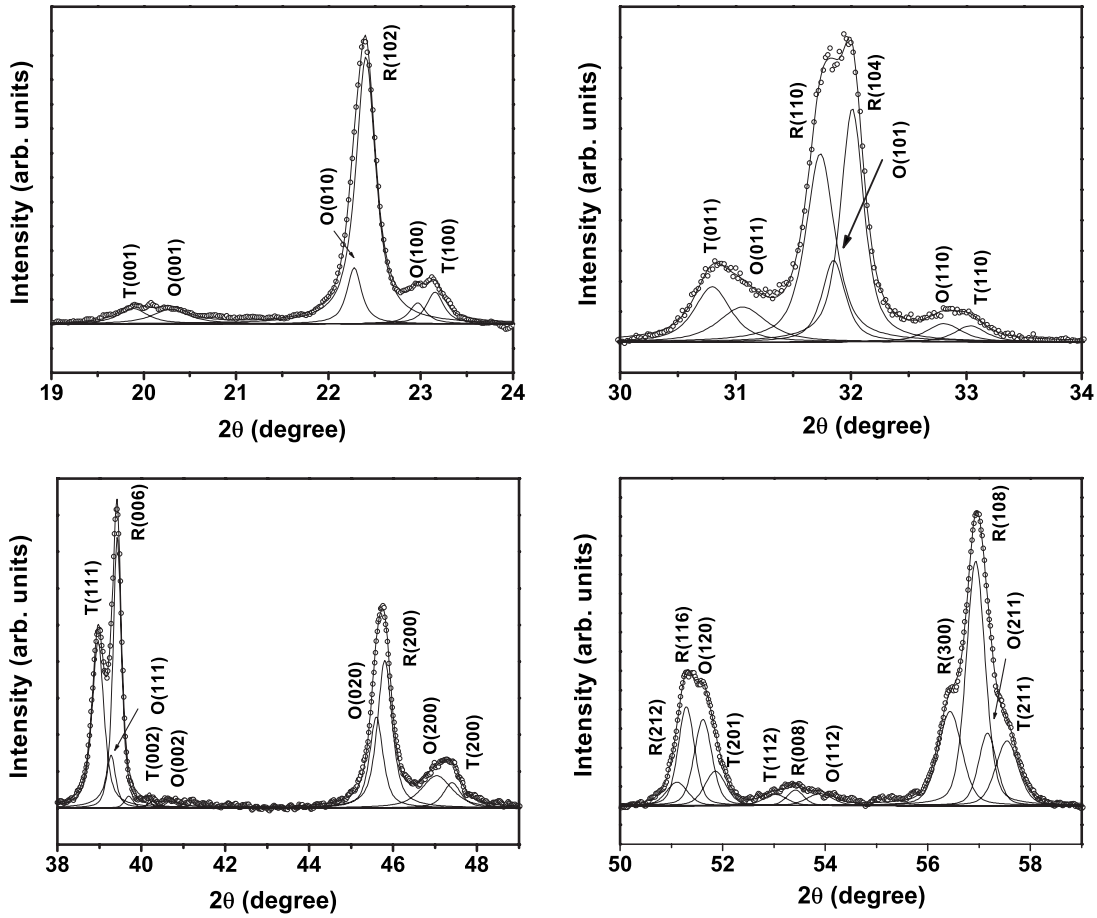 Intensity (arb. units)
T(001)
O(001)
O(010)
R(102)
O(100)
T(100)
19 20 21 22 23 24
2θ (degree)
Intensity (arb. units)
T(011)
O(011)
R(110)
R(104)
O(101)
O(110)
T(110)
30 31 32 33 34
2θ (degree)
Intensity (arb. units)
T(111)
R(006)
O(111)
T(002)
O(002)
O(020)
R(200)
O(200)
T(200)
38 40 42 44 46 48
2θ (degree)
Intensity (arb. units)
R(212)
R(116)
O(120)
T(201)
T(112)
R(008)
O(112)
R(300)
R(108)
O(211)
T(211)
50 52 54 56 58
2θ (degree)